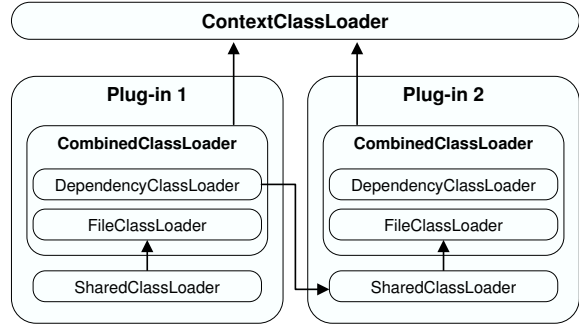 ContextClassLoader
Plug-in 1
CombinedClassLoader
DependencyClassLoader
FileClassLoader
SharedClassLoader
Plug-in 2
CombinedClassLoader
DependencyClassLoader
FileClassLoader
SharedClassLoader